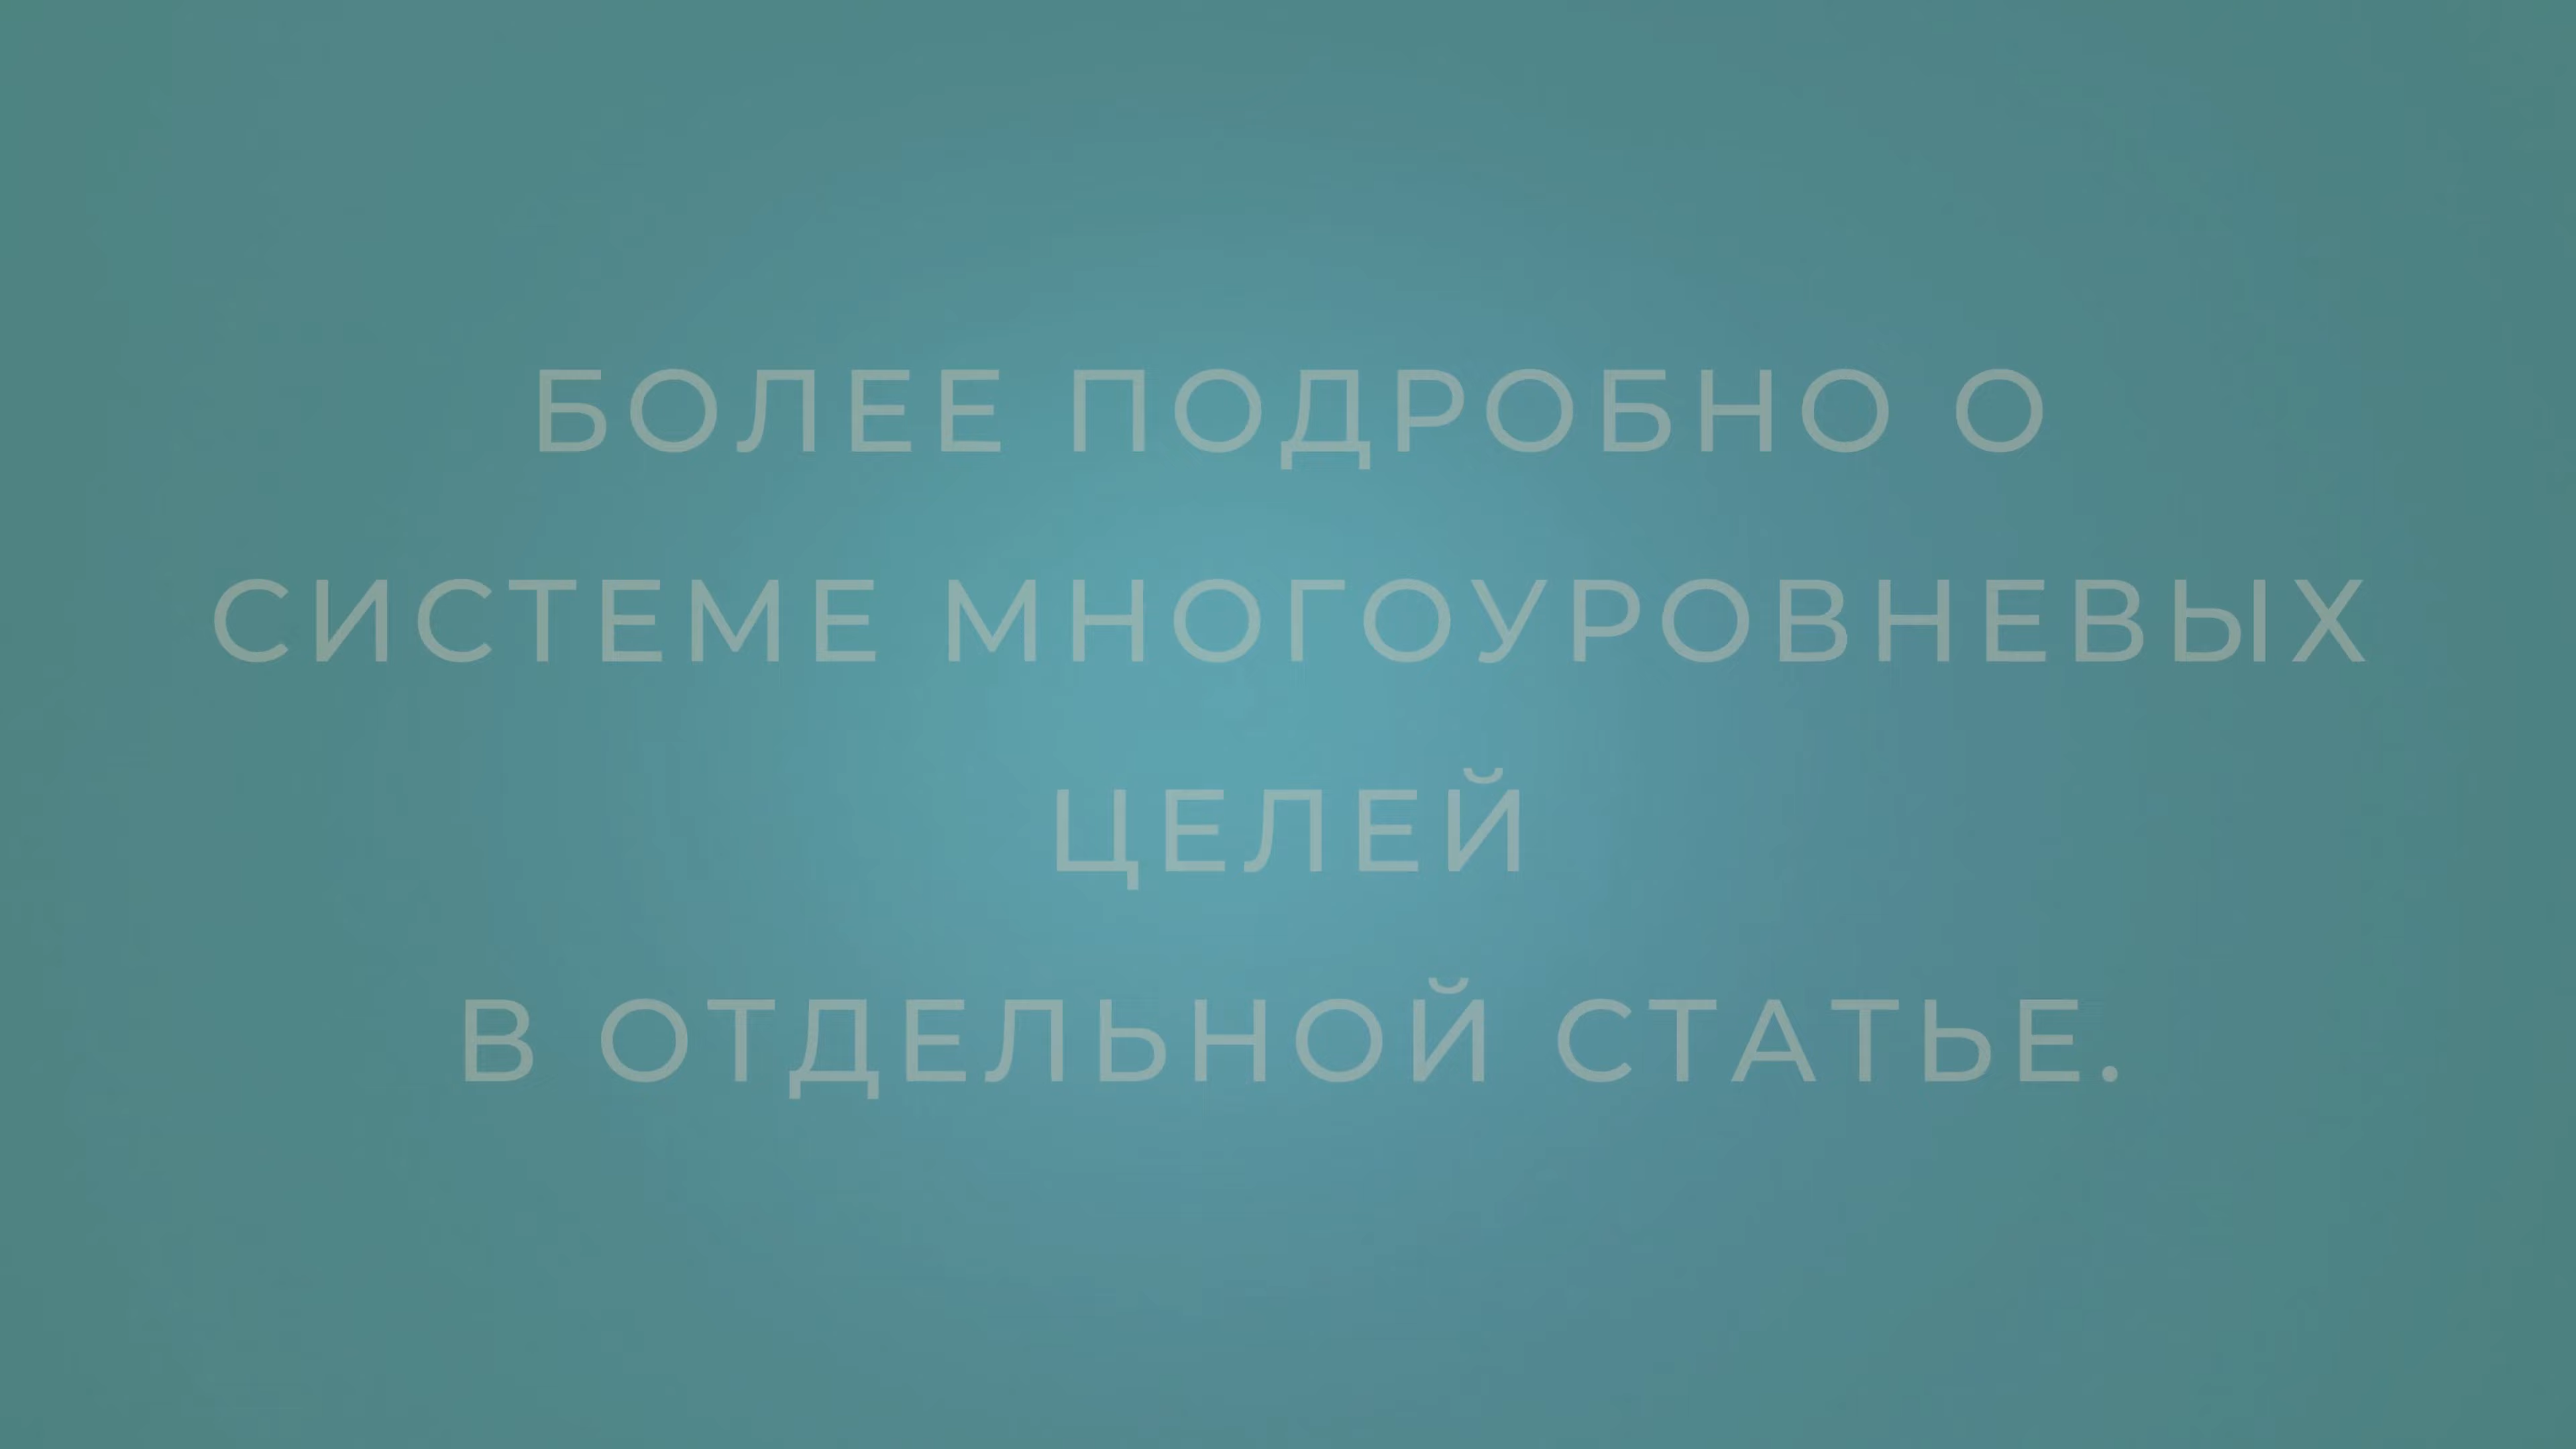 БОЛЕЕ ПОДРОБНО О
СИСТЕМЕ МНОГОУРОВНЕВЫХ
ЦЕЛЕЙ
В ОТДЕЛЬНОЙ СТАТЬЕ.